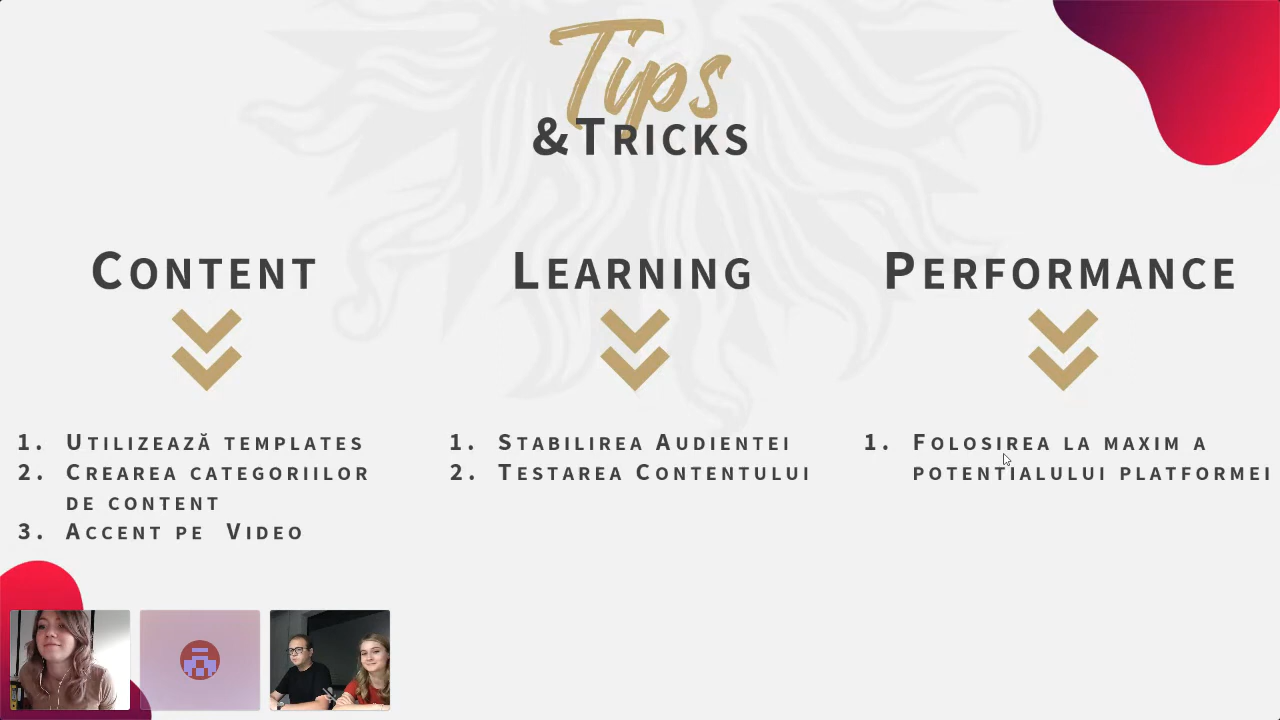 Tips
&Tricks
Content
Learning
Performance
1. Utilizează templates
2. Crearea categoriilor
de content
3. Accent pe Video
1. Stabilirea Audientei
2. Testarea Contentului
1. Folosirea la maxim a
potentialului platformei